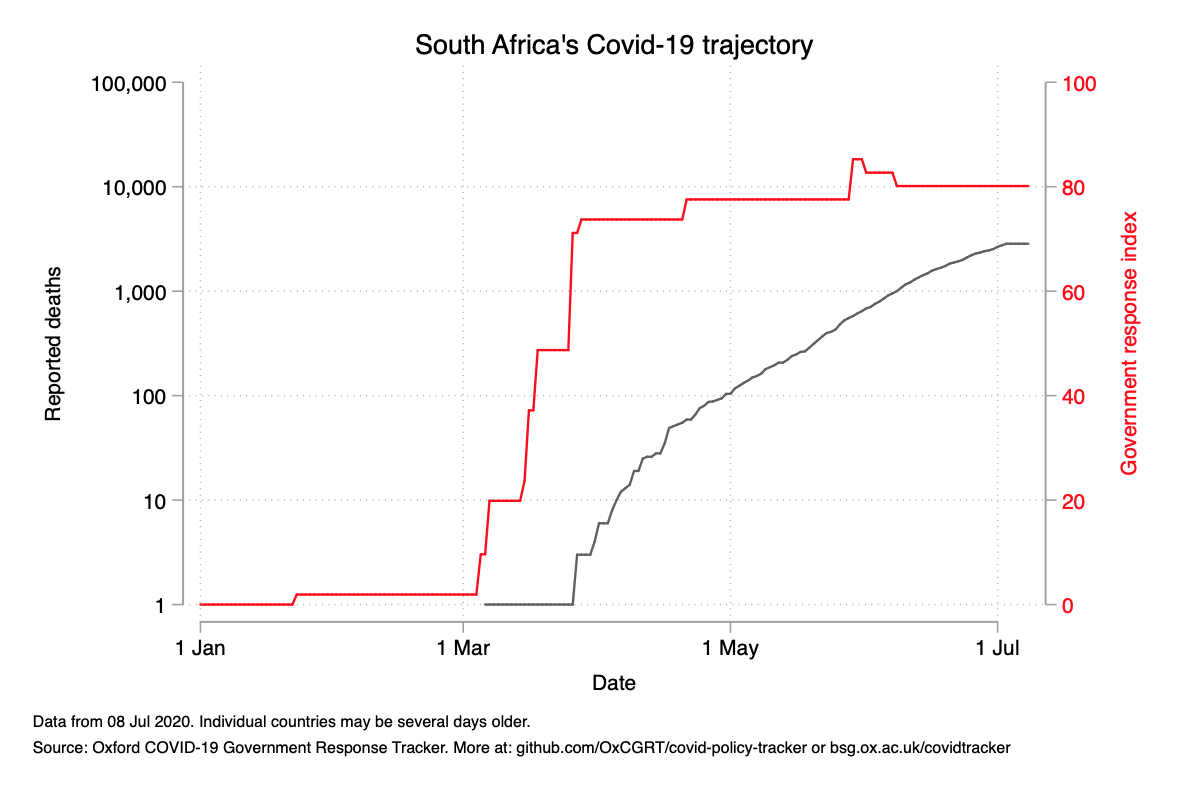 South Africa's Covid-19 trajectory
100,000
10,000
1,000
100
10
1
Reported deaths
100
80
60
40
20
0
Government response index
1 Jan
1 Mar
1 May
1 Jul
Date
Data from 08 Jul 2020. Individual countries may be several days older.
Source: Oxford COVID-19 Government Response Tracker. More at: github.com/OxCGRT/covid-policy-tracker or bsg.ox.ac.uk/covidtracker